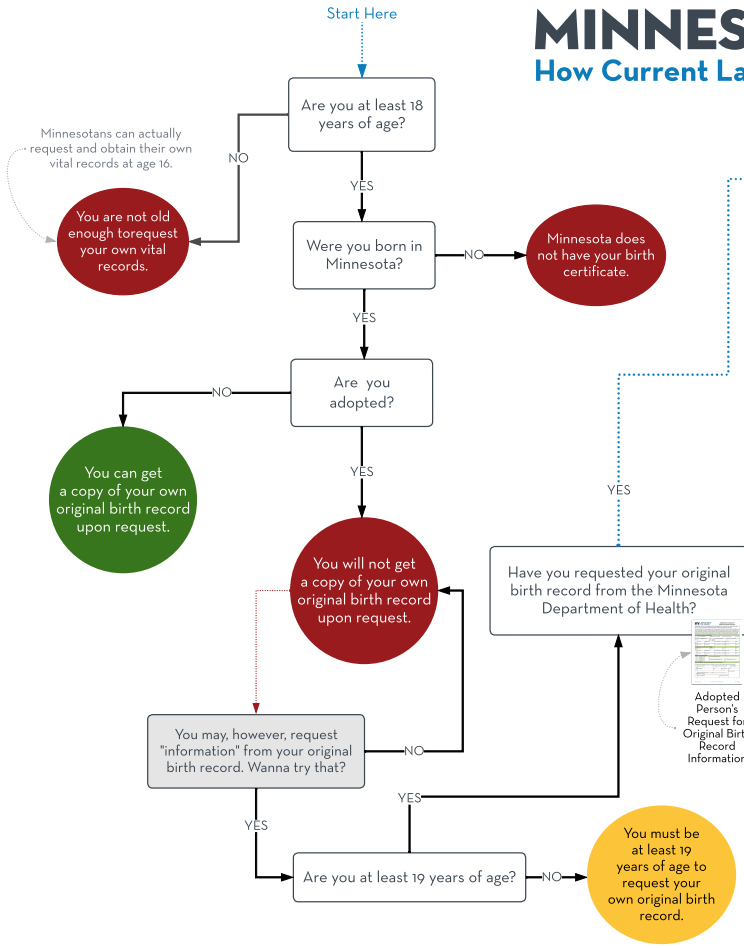 Start Here
MINNES
How Current La
Are you at least 18
years of age?
Minnesotans can actually
request and obtain their own
vital records at age 16.
NO
YES
You are not old
enough torequest
your own vital
records.
Were you born in
Minnesota?
NO
Minnesota does
not have your birth
certificate.
YES
Are you
adopted?
NO
You can get
a copy of your own
original birth record
upon request.
YES
YES
You will not get
a copy of your own
original birth record
upon request.
Have you requested your original
birth record from the Minnesota
Department of Health?
Adopted
Person's
Request for
Original Birt
Record
Information
You may, however, request
"information" from your original
birth record. Wanna try that?
NO
YES
YES
Are you at least 19 years of age?
NO
You must be
at least 19
years of age to
request your
own original birth
record.